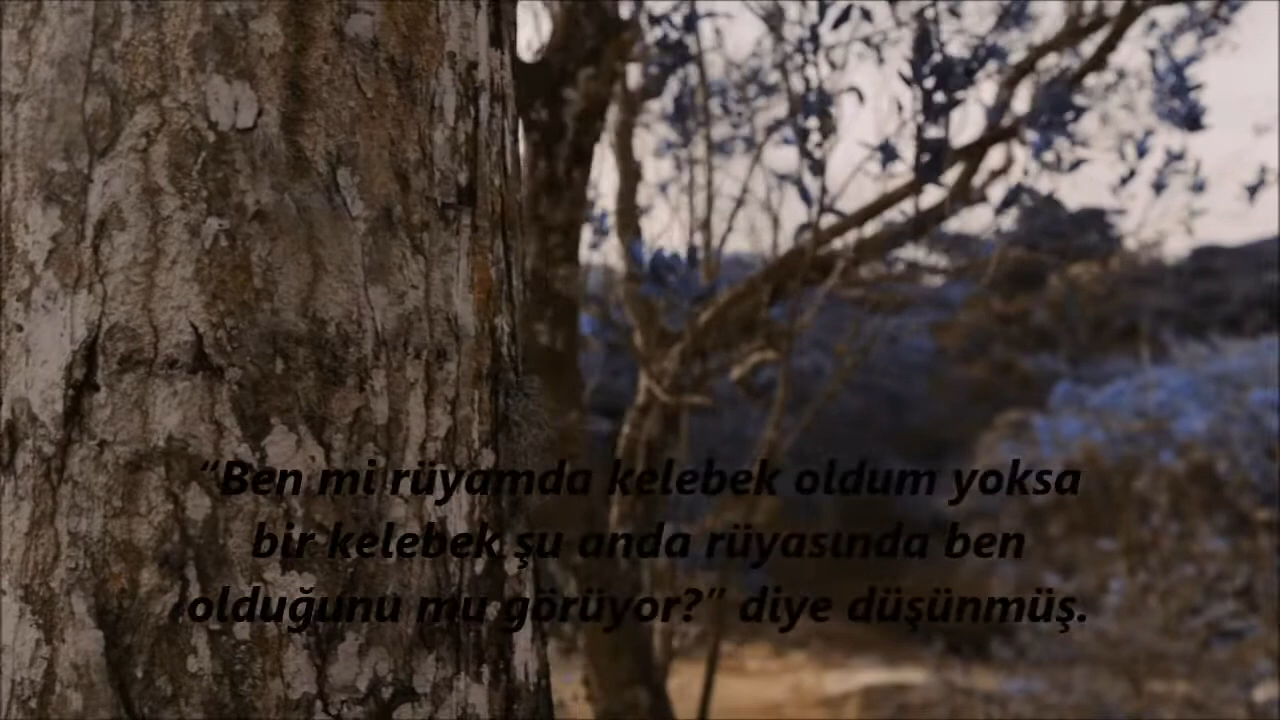 “Ben mi rüyamda kelebek oldum yoksa
bir kelebek şu anda rüyasında ben
olduğunu mu görüyor?” diye düşünmüş.